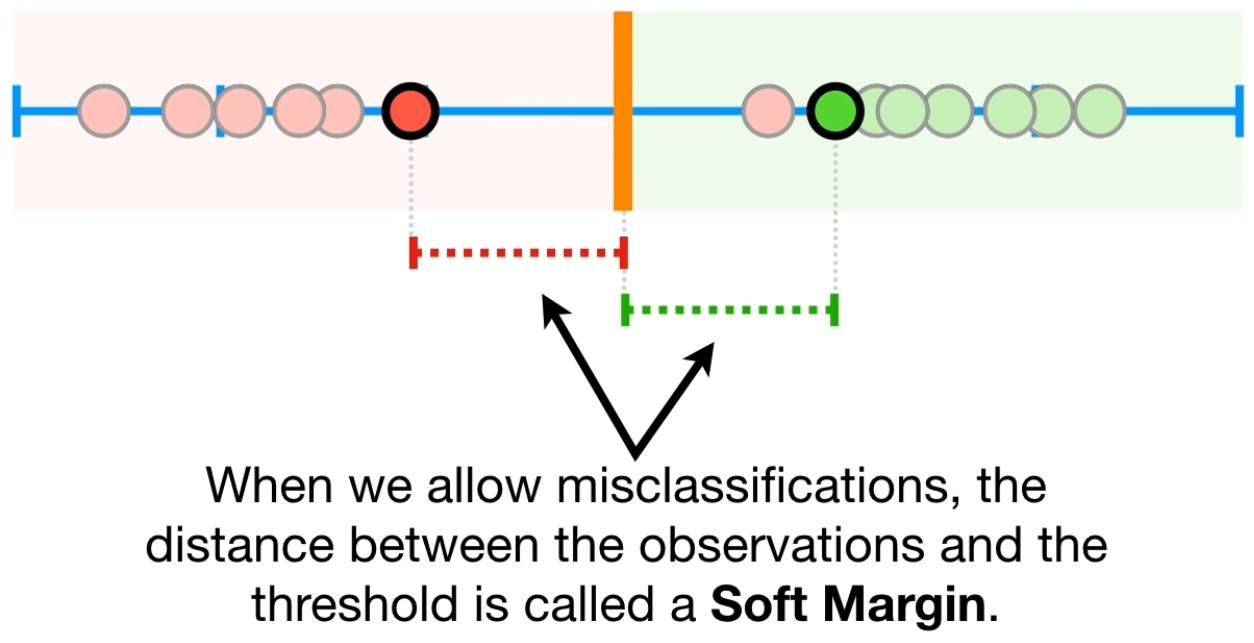 When we allow misclassifications, the
distance between the observations and the
threshold is called a Soft Margin.